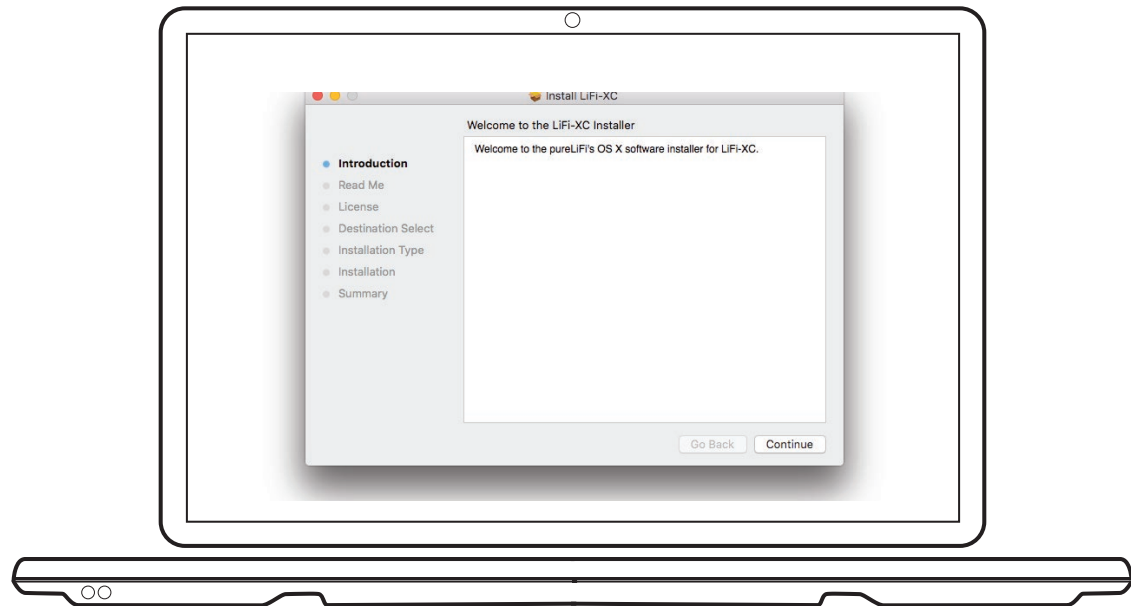 Install LiFi-XC
Welcome to the LiFi-XC Installer
Welcome to the pureLiFi's OS X software installer for LiFi-XC.
Introduction
Read Me
License
Destination Select
Installation Type
Installation
Summary
Go Back
Continue